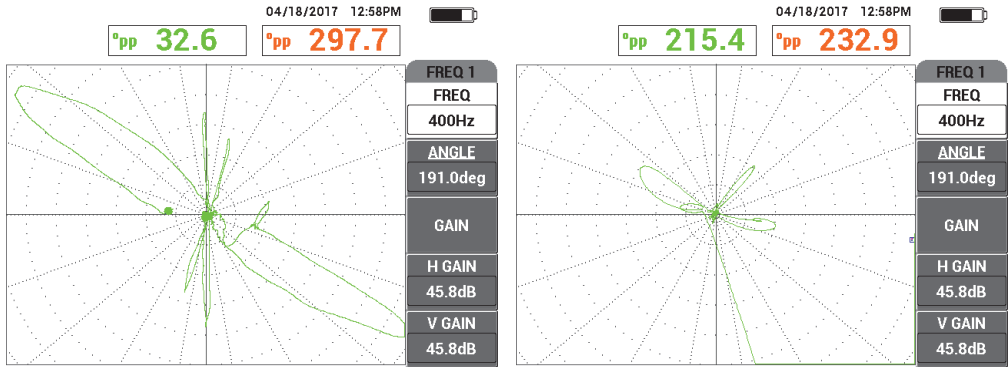 04/18/2017 12:58PM
°pp 32.6 °pp 297.7
FREQ 1
FREQ
400Hz
ANGLE
191.0deg
GAIN
H GAIN
45.8dB
V GAIN
45.8dB
04/18/2017 12:58PM
°pp 215.4 °pp 232.9
FREQ 1
FREQ
400Hz
ANGLE
191.0deg
GAIN
H GAIN
45.8dB
V GAIN
45.8dB